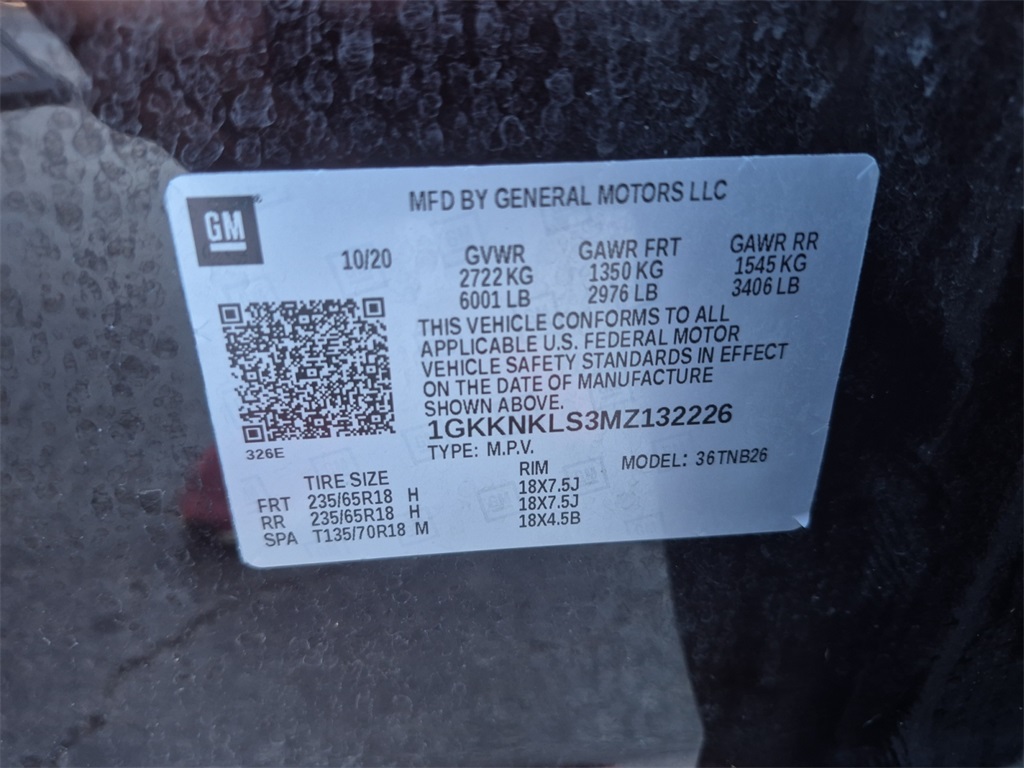 GM
MFD BY GENERAL MOTORS LLC
10/20
GVWR
2722 KG
6001 LB
GAWR FRT
1350 KG
2976 LB
GAWR RR
1545 KG
3406 LB
THIS VEHICLE CONFORMS TO ALL
APPLICABLE U.S. FEDERAL MOTOR
VEHICLE SAFETY STANDARDS IN EFFECT
ON THE DATE OF MANUFACTURE
SHOWN ABOVE.
1GKKNKLS3MZ132226
326E
TYPE: M.P.V.
MODEL: 36TNB26
TIRE SIZE RIM
FRT 235/65R18 H 18X7.5J
RR 235/65R18 H 18X7.5J
SPA T135/70R18 M 18X4.5B